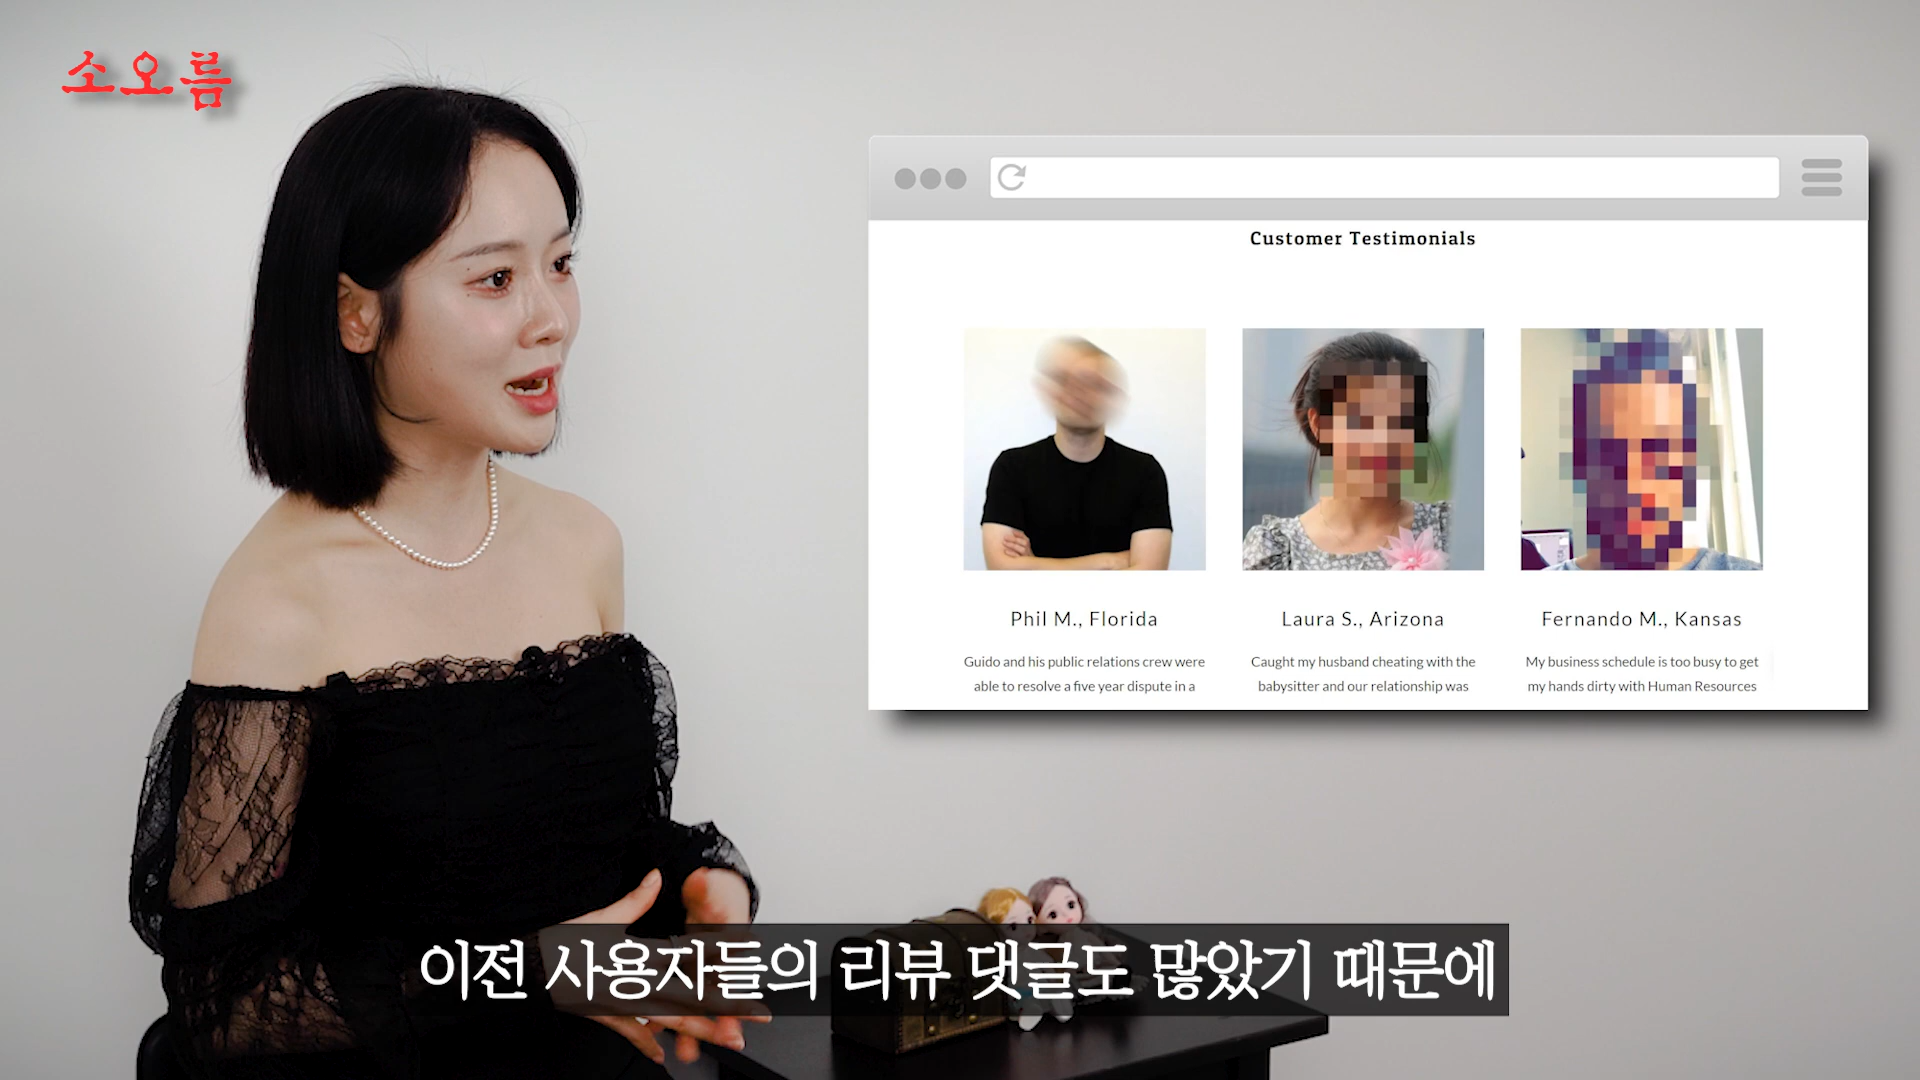 소오름
Customer Testimonials
Phil M., Florida
Guido and his public relations crew were
able to resolve a five year dispute in a
Laura S., Arizona
Caught my husband cheating with the
babysitter and our relationship was
Fernando M., Kansas
My business schedule is too busy to get
my hands dirty with Human Resources
이전 사용자들의 리뷰 댓글도 많았기 때문에